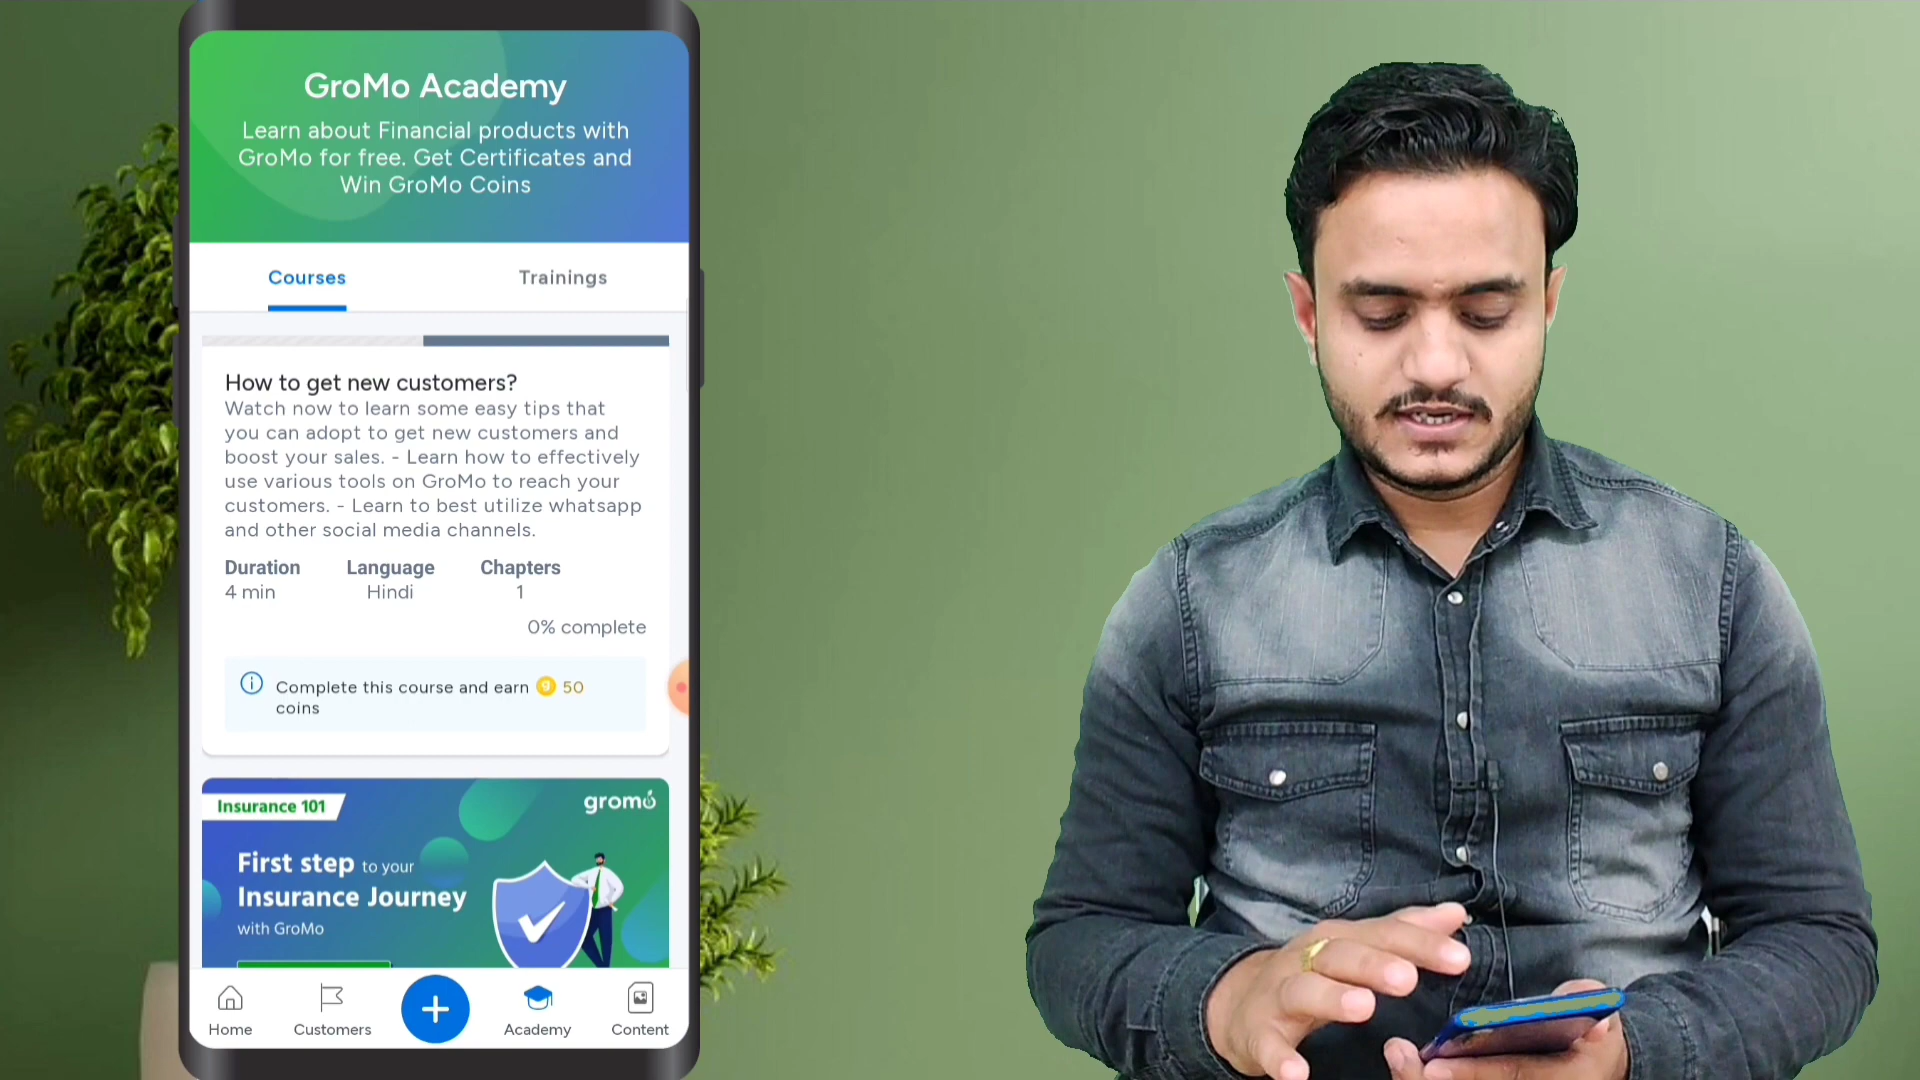 GroMo Academy
Learn about Financial products with
GroMo for free. Get Certificates and
Win GroMo Coins
Courses
Trainings
How to get new customers?
Watch now to learn some easy tips that
you can adopt to get new customers and
boost your sales. - Learn how to effectively
use various tools on GroMo to reach your
customers. - Learn to best utilize whatsapp
and other social media channels.
Duration Language Chapters
4 min Hindi 1
0% complete
Complete this course and earn g 50
coins
Insurance 101
gromo
First step to your
Insurance Journey
with GroMo
Home Customers Academy Content